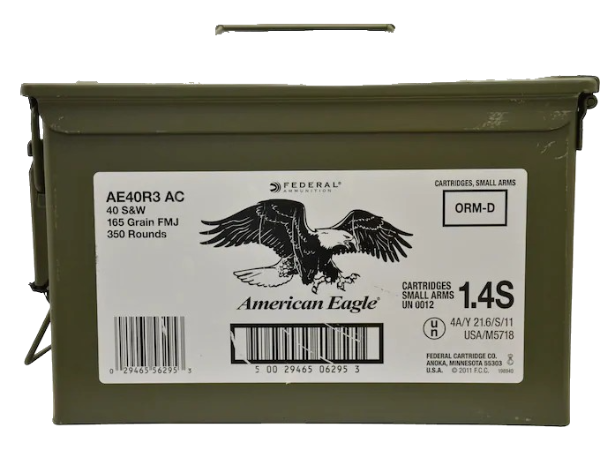 FEDERAL®
AMMUNITION
AE40R3 AC
40 S&W
165 Grain FMJ
350 Rounds
CARTRIDGES, SMALL ARMS
ORM-D
American Eagle®
CARTRIDGES
SMALL ARMS
UN 0012
1.4S
u
n
4A/Y 21.6/S/11
USA/M5718
0 29465 56295 3
5 00 29465 06295 3
FEDERAL CARTRIDGE CO.
ANOKA, MINNESOTA 55303
U.S.A. © 2011 F.C.C.